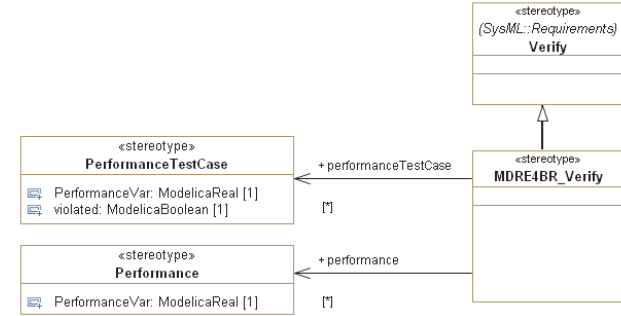 «stereotype»
(SysML::Requirements)
Verify
«stereotype»
PerformanceTestCase
PerformanceVar: ModelicaReal [1]
violated: ModelicaBoolean [1]
+ performanceTestCase
[*]
«stereotype»
MDRE4BR_Verify
«stereotype»
Performance
PerformanceVar: ModelicaReal [1]
+ performance
[*]